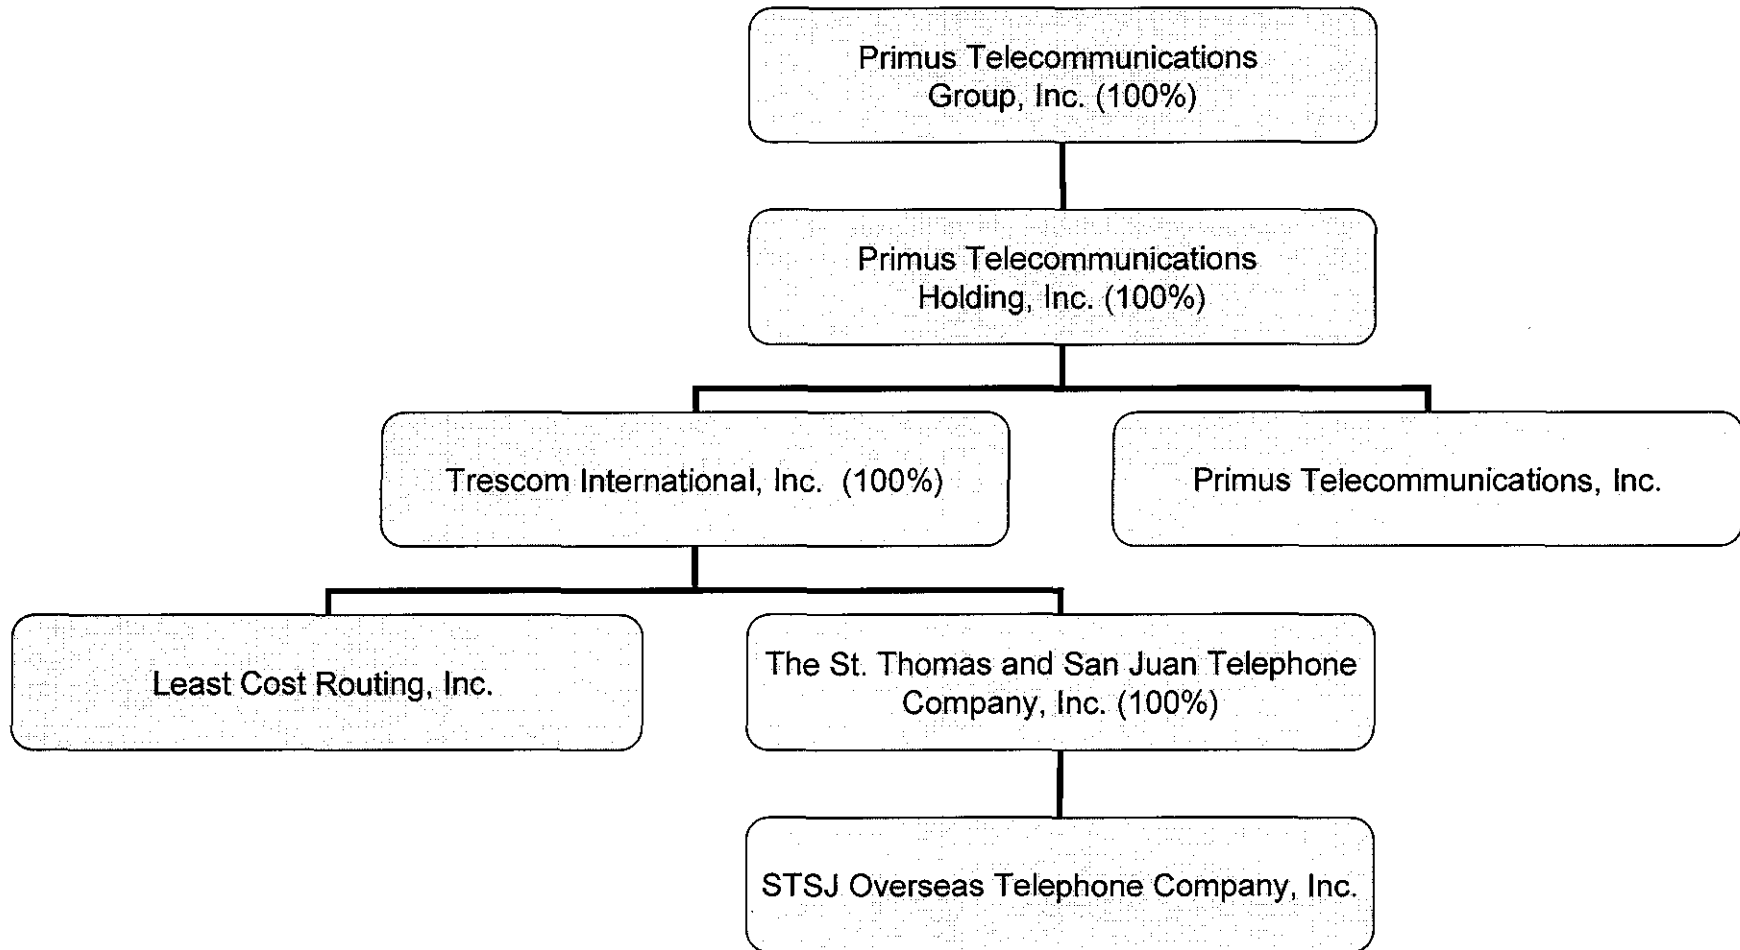 Primus Telecommunications
Group, Inc. (100%)
Primus Telecommunications
Holding, Inc. (100%)
Trescom International, Inc. (100%)
Primus Telecommunications, Inc.
Least Cost Routing, Inc.
The St. Thomas and San Juan Telephone
Company, Inc. (100%)
STSJ Overseas Telephone Company, Inc.